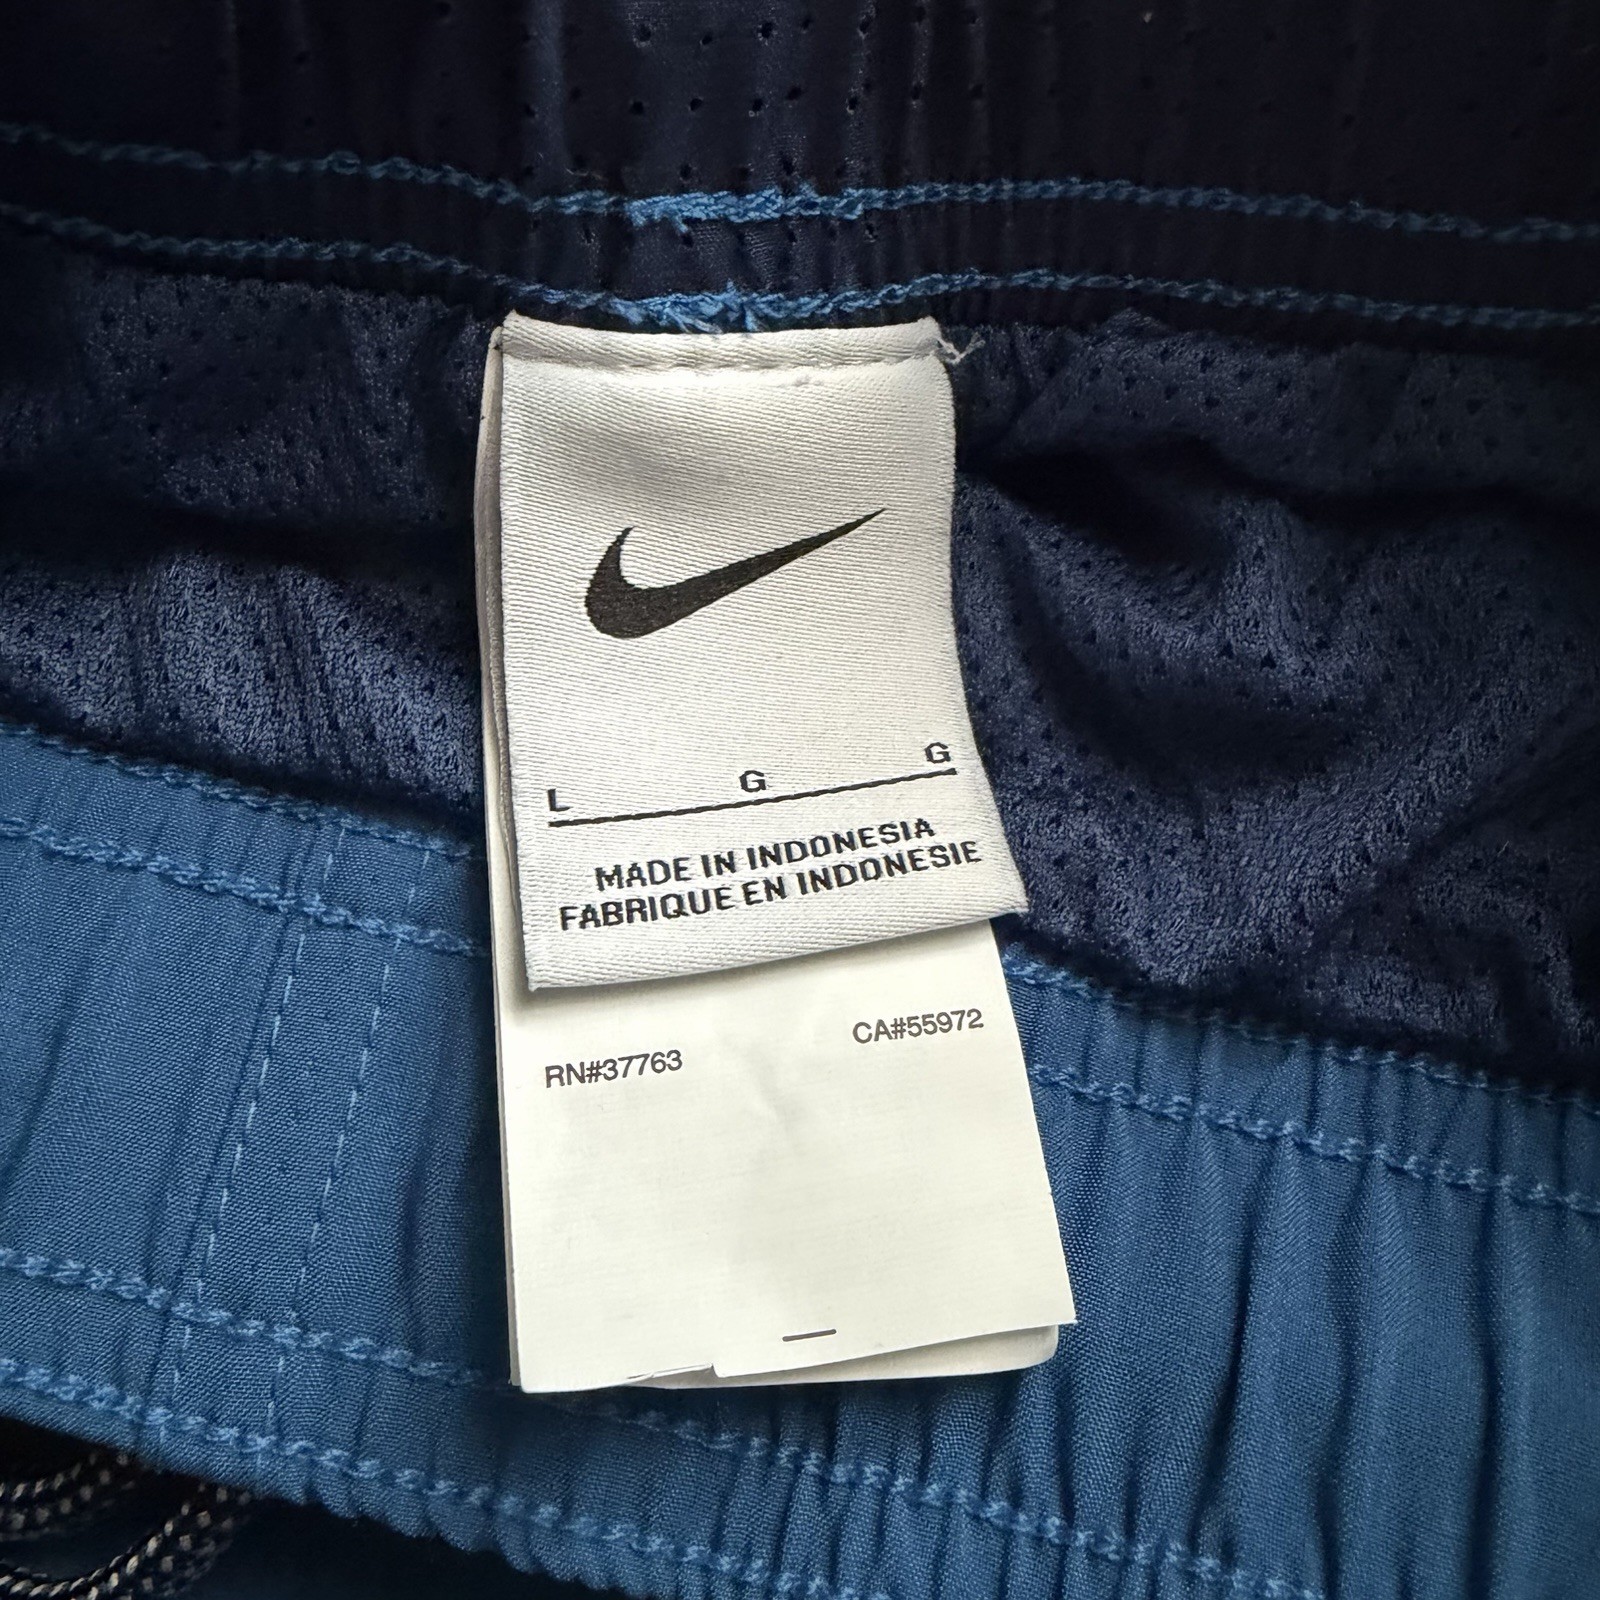 L G G
MADE IN INDONESIA
FABRIQUE EN INDONESIE
CA#55972
RN#37763